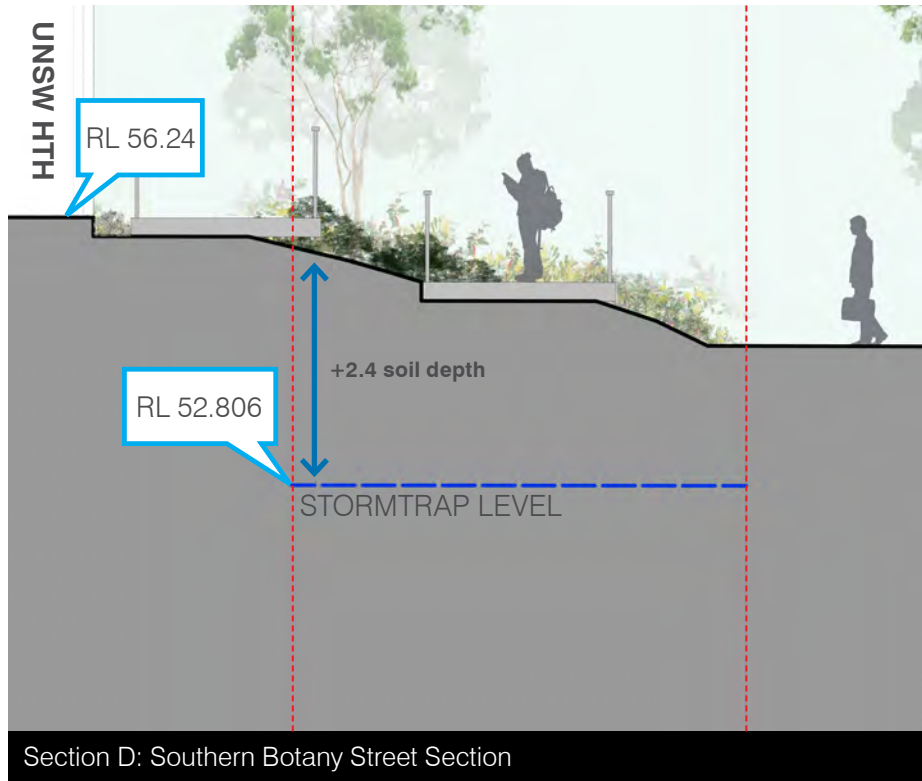 UNSW HTH
RL 56.24
+2.4 soil depth
RL 52.806
STORMTRAP LEVEL
Section D: Southern Botany Street Section